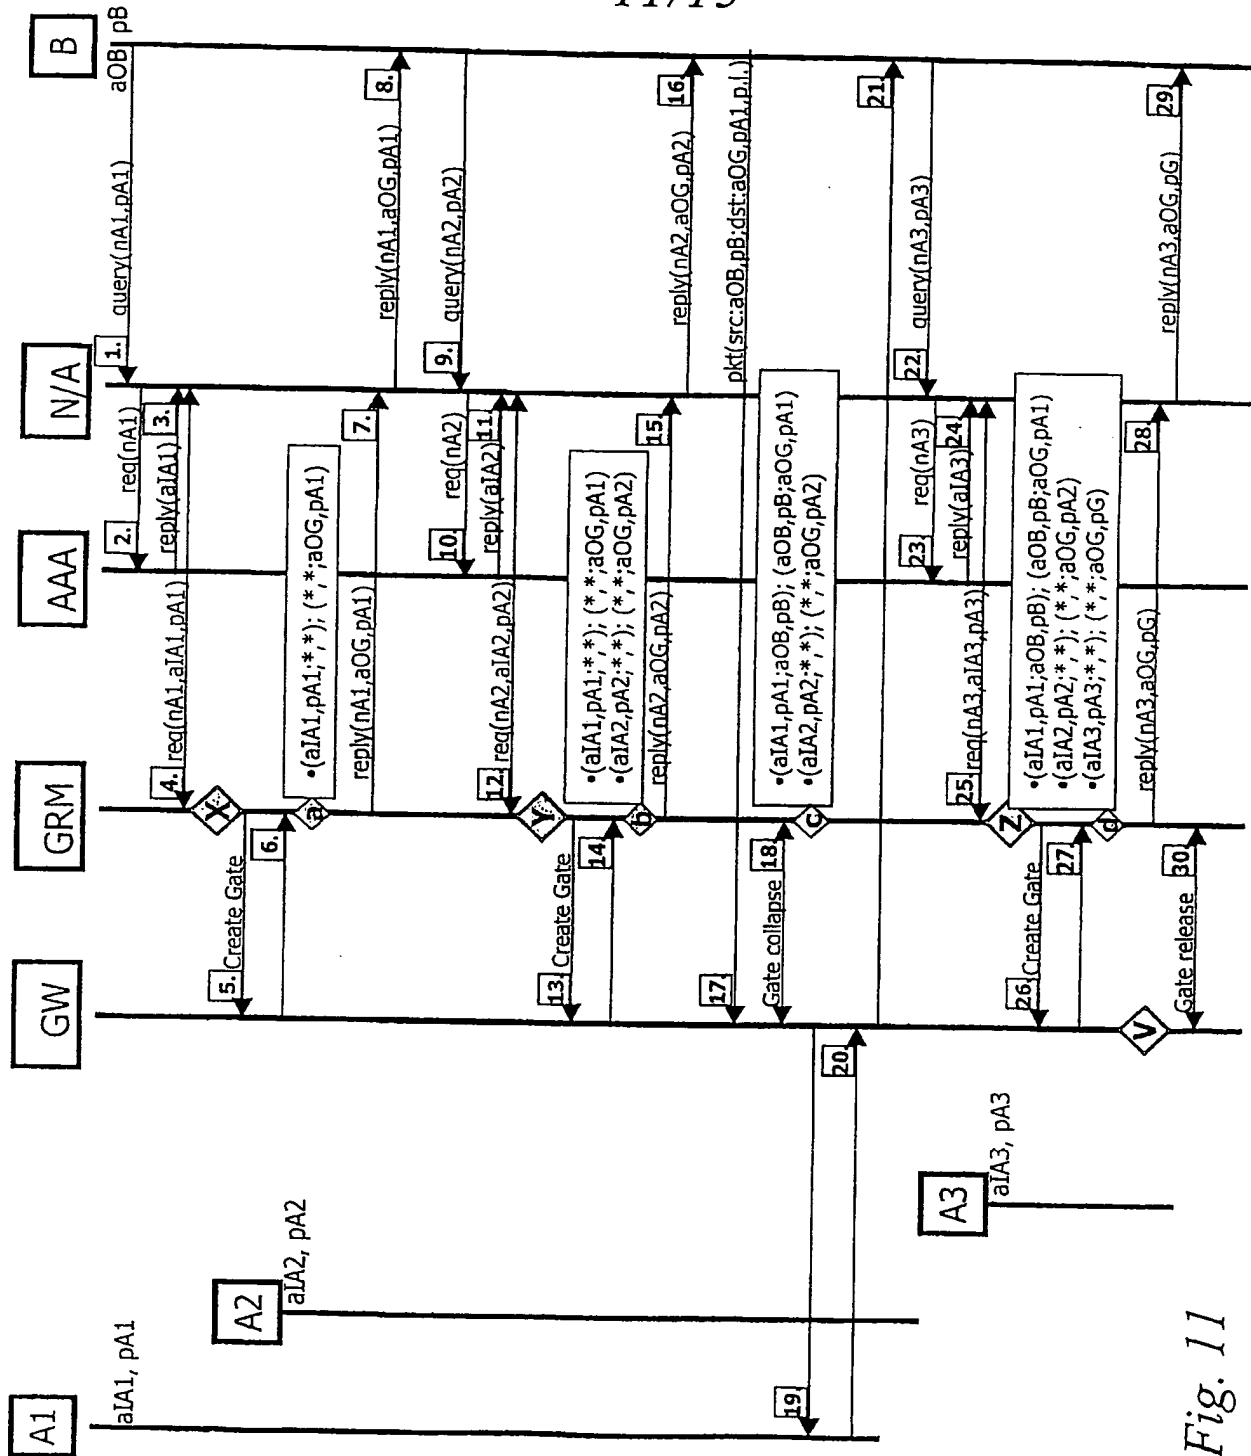 11/13
A1
A2
A3
GW
GRM
AAA
N/A
B
aIA1, pA1
aIA2, pA2
aIA3, pA3
aOB pB
1.
query(nA1,pA1)
2.
req(nA1)
3.
reply(aIA1)
4.
req(nA1,aIA1,pA1)
X
5.
Create Gate
6.
a
•(aIA1,pA1;*,*); (*,*;aOG,pA1)
7.
reply(nA1,aOG,pA1)
8.
reply(nA1,aOG,pA1)
9.
query(nA2,pA2)
10.
req(nA2)
11.
reply(aIA2)
12.
req(nA2,aIA2,pA2)
Y
13.
Create Gate
14.
b
•(aIA1,pA1;*,*); (*,*;aOG,pA1)
•(aIA2,pA2;*,*); (*,*;aOG,pA2)
15.
reply(nA2,aOG,pA2)
16.
reply(nA2,aOG,pA2)
17.
pkt(src:aOB,pB;dst:aOG,pA1,p.l.)
18.
Gate collapse
c
•(aIA1,pA1;aOB,pB); (aOB,pB;aOG,pA1)
•(aIA2,pA2;*,*); (*,*;aOG,pA2)
19.
20.
21.
22.
query(nA3,pA3)
23.
req(nA3)
24.
reply(aIA3)
25.
req(nA3,aIA3,pA3)
Z
26.
Create Gate
27.
d
•(aIA1,pA1;aOB,pB); (aOB,pB;aOG,pA1)
•(aIA2,pA2;*,*); (*,*;aOG,pA2)
•(aIA3,pA3;*,*); (*,*;aOG,pG)
28.
reply(nA3,aOG,pG)
29.
reply(nA3,aOG,pG)
V
30.
Gate release
Fig. 11